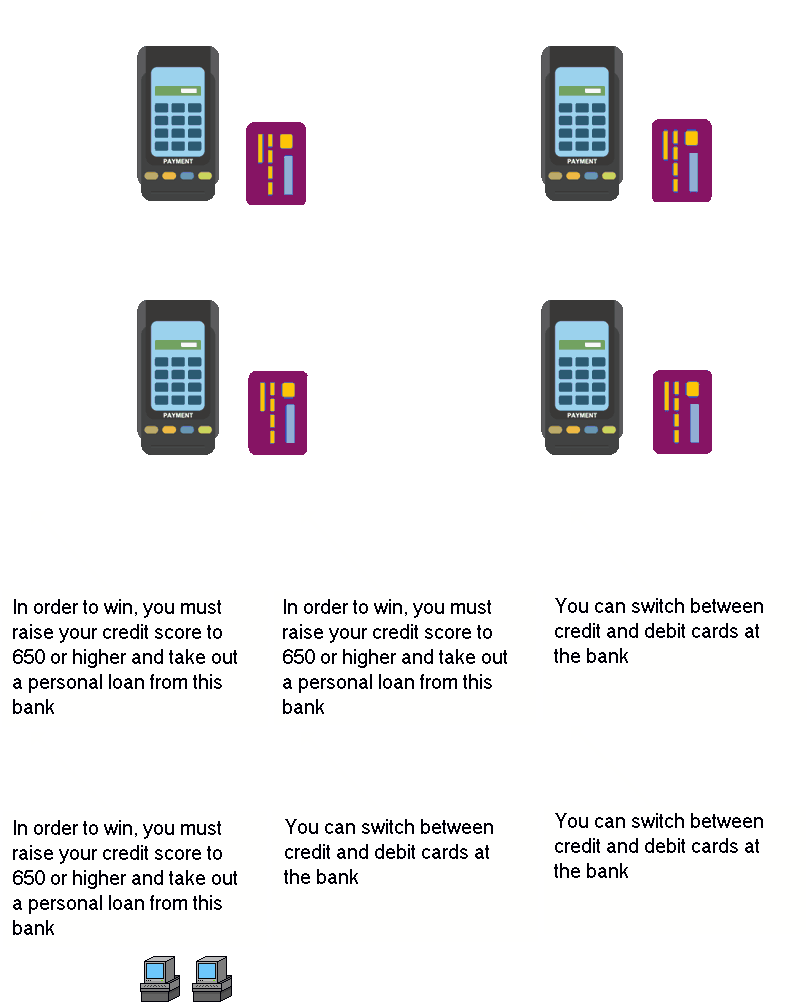 PAYMENT
PAYMENT
PAYMENT
PAYMENT
In order to win, you must
raise your credit score to
650 or higher and take out
a personal loan from this
bank
In order to win, you must
raise your credit score to
650 or higher and take out
a personal loan from this
bank
You can switch between
credit and debit cards at
the bank
In order to win, you must
raise your credit score to
650 or higher and take out
a personal loan from this
bank
You can switch between
credit and debit cards at
the bank
You can switch between
credit and debit cards at
the bank